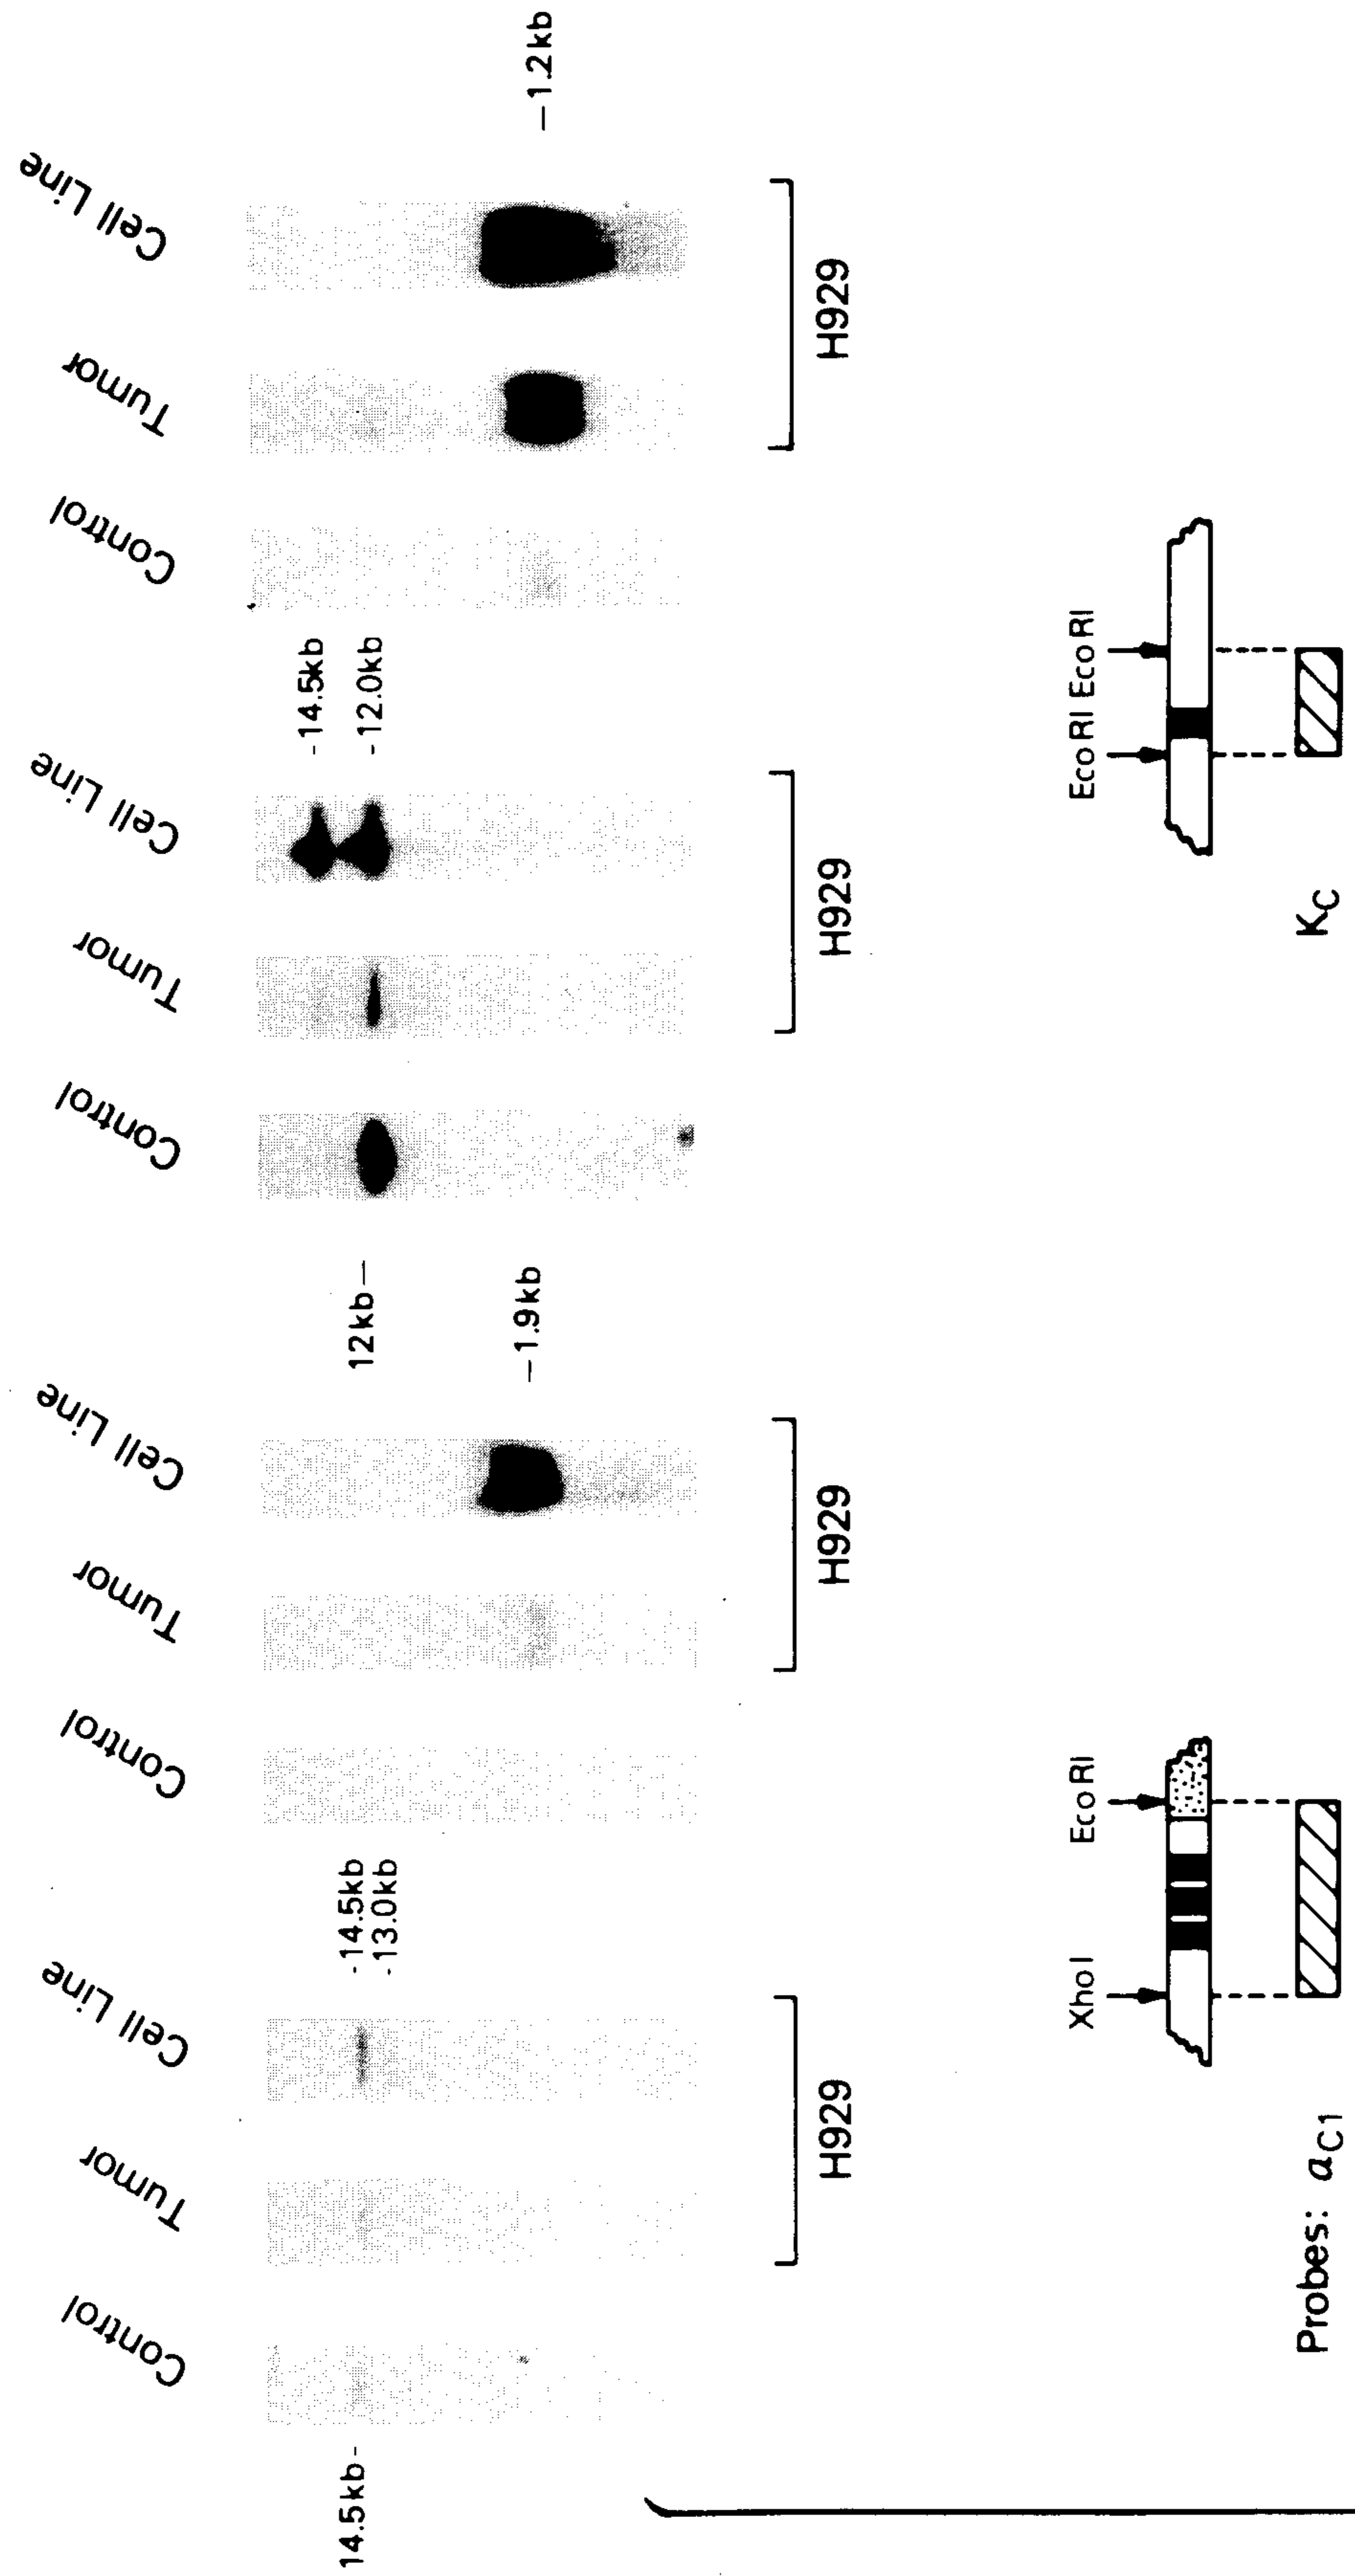 Control Tumor Cell Line Control Tumor Cell Line Control Tumor Cell Line Control Tumor Cell Line
14.5kb- -14.5kb 12kb— -14.5kb
-13.0kb -12.0kb
—1.9kb —1.2kb
H929 H929 H929 H929
XhoI EcoRI EcoRI EcoRI
Probes: αC1 KC